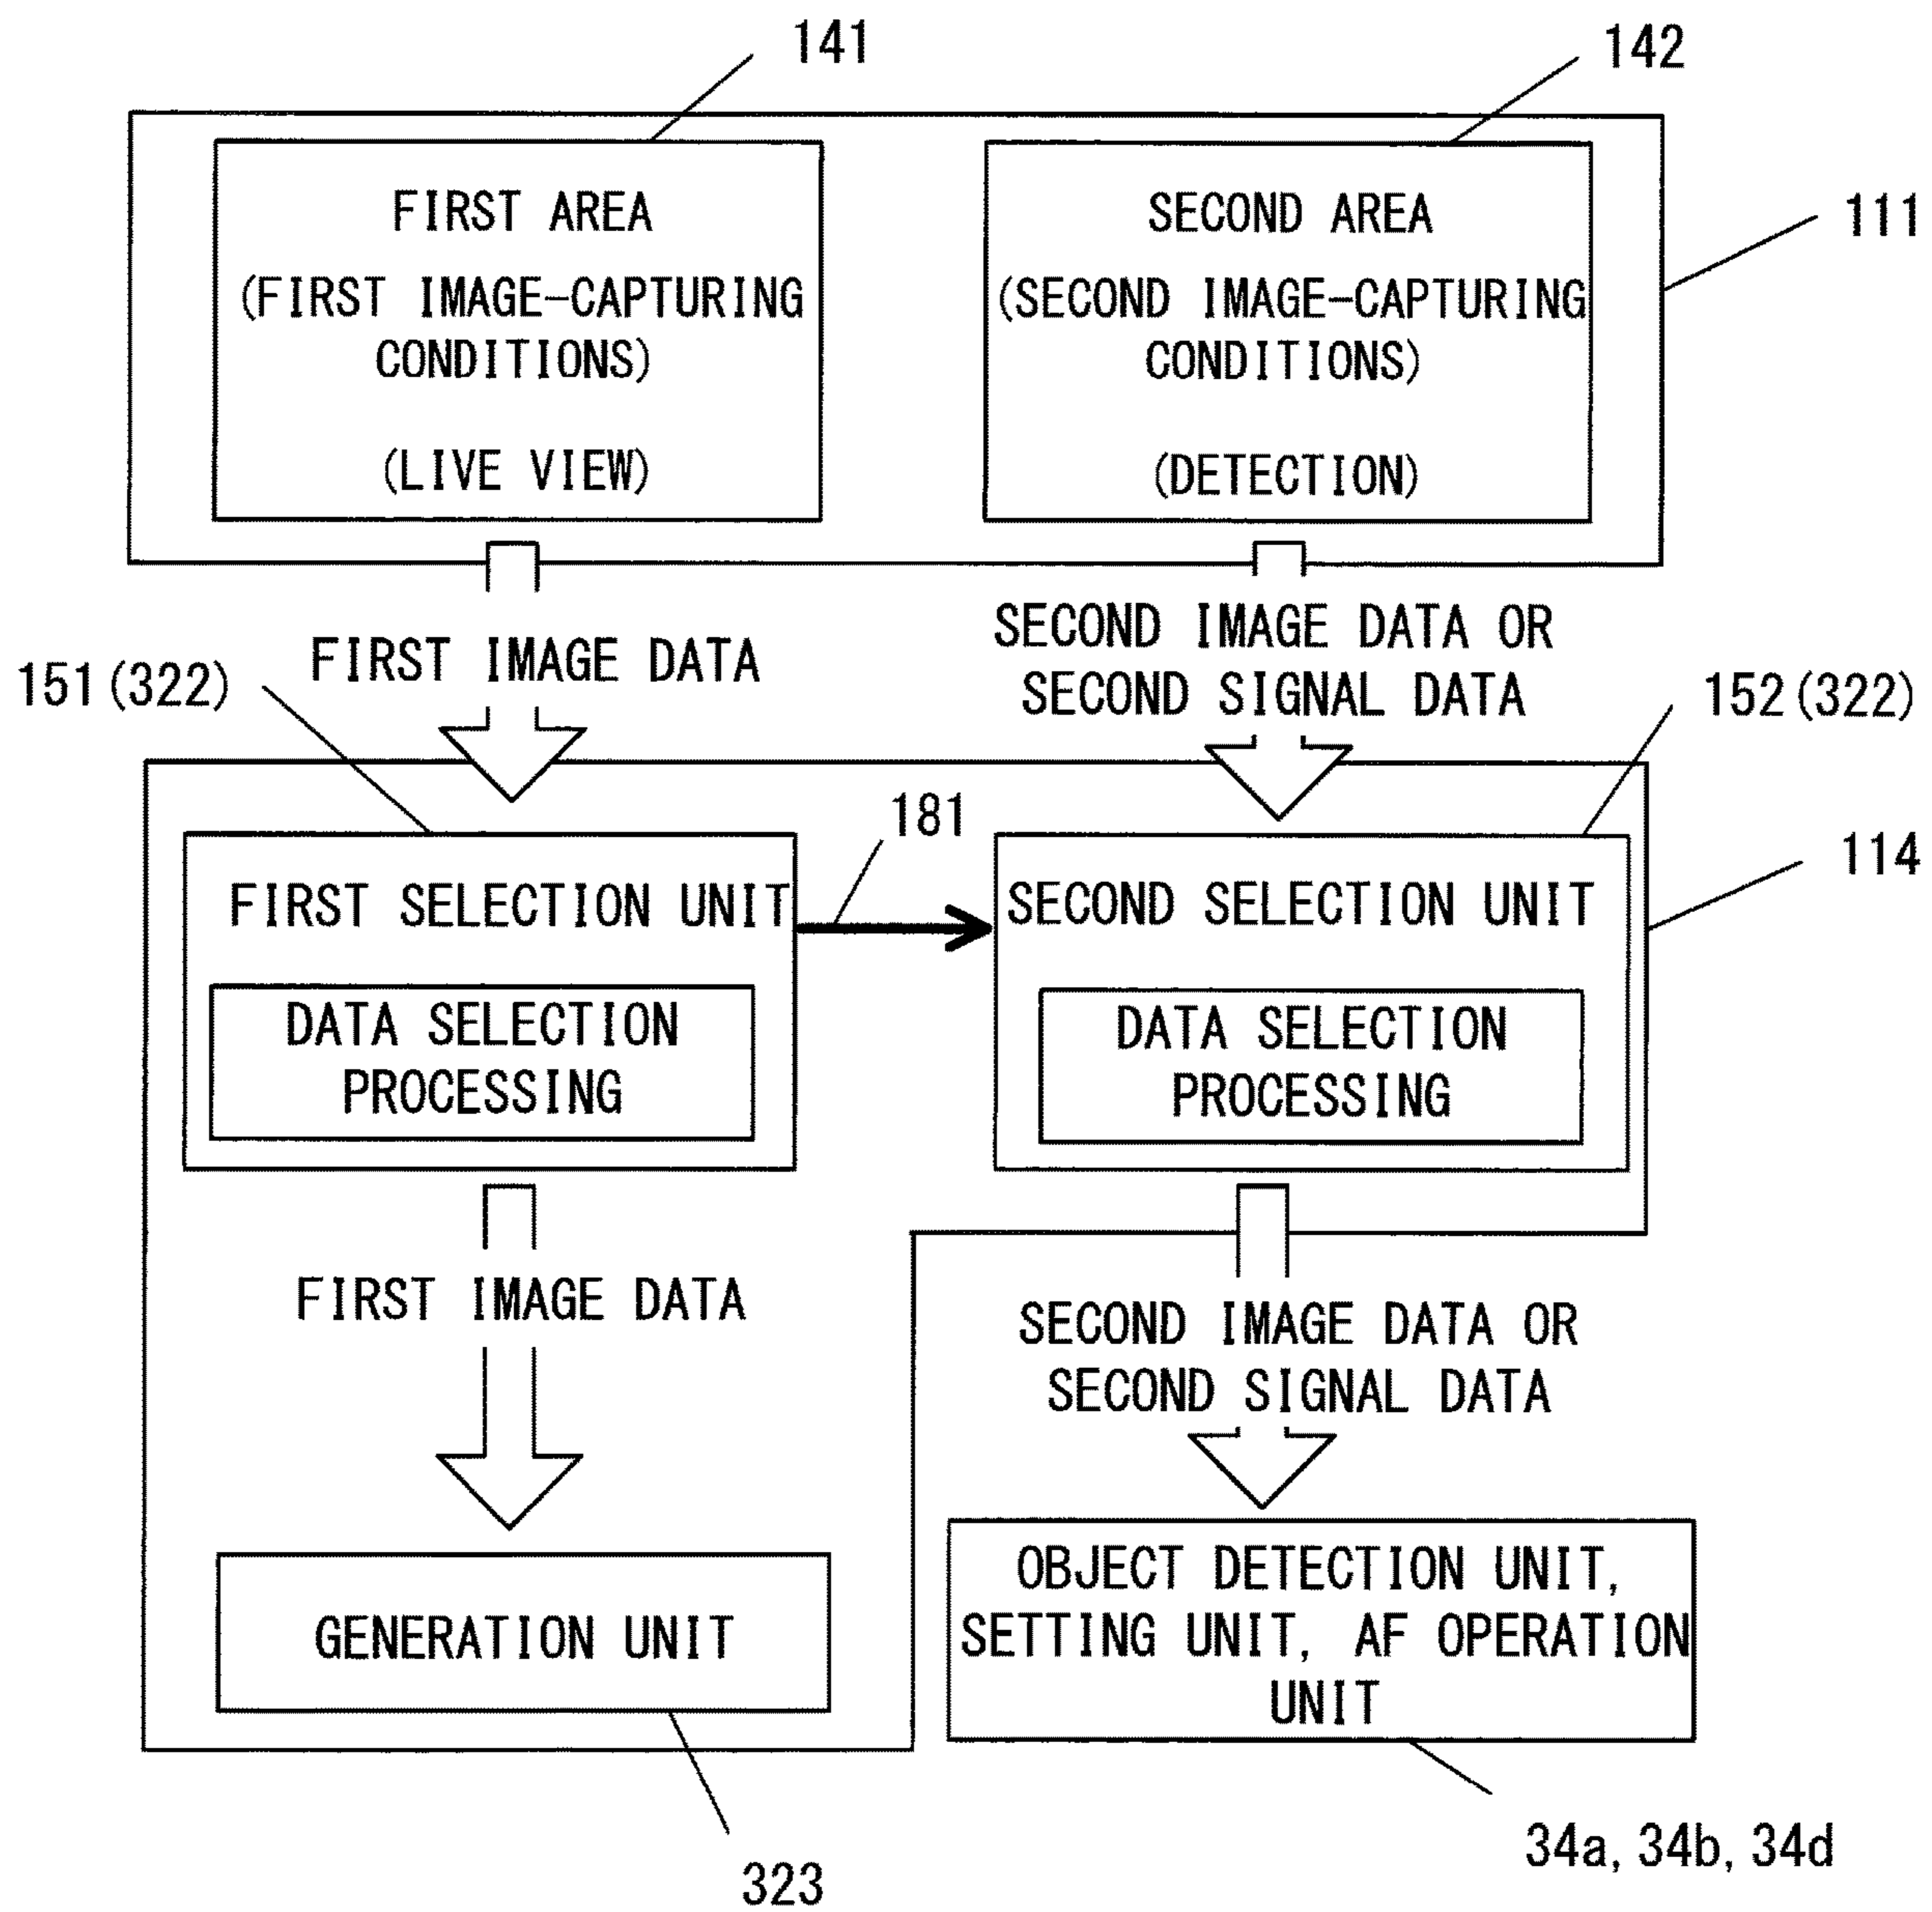 141
142
FIRST AREA
(FIRST IMAGE-CAPTURING
CONDITIONS)
(LIVE VIEW)
SECOND AREA
(SECOND IMAGE-CAPTURING
CONDITIONS)
(DETECTION)
111
FIRST IMAGE DATA
SECOND IMAGE DATA OR
SECOND SIGNAL DATA
151(322)
152(322)
181
114
FIRST SELECTION UNIT
DATA SELECTION
PROCESSING
SECOND SELECTION UNIT
DATA SELECTION
PROCESSING
FIRST IMAGE DATA
SECOND IMAGE DATA OR
SECOND SIGNAL DATA
GENERATION UNIT
OBJECT DETECTION UNIT,
SETTING UNIT, AF OPERATION
UNIT
323
34a, 34b, 34d